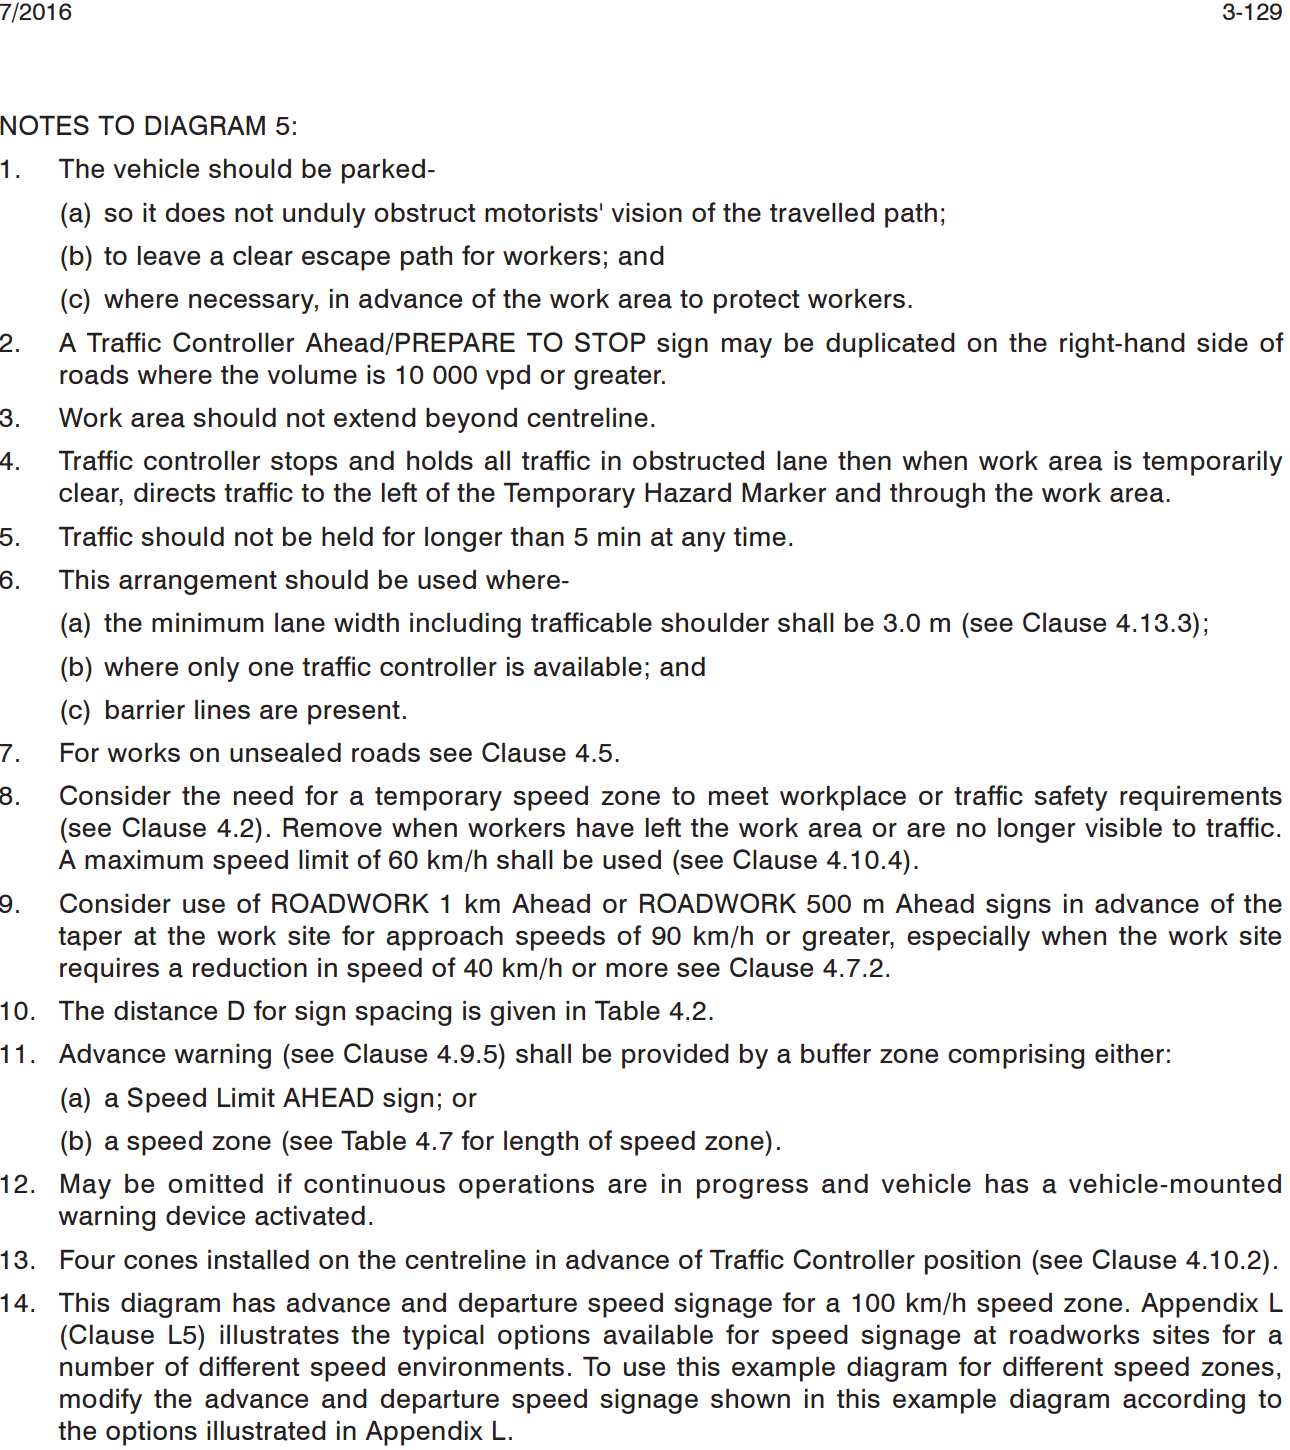 7/2016 3-129
NOTES TO DIAGRAM 5:
1. The vehicle should be parked-
(a) so it does not unduly obstruct motorists' vision of the travelled path;
(b) to leave a clear escape path for workers; and
(c) where necessary, in advance of the work area to protect workers.
2. A Traffic Controller Ahead/PREPARE TO STOP sign may be duplicated on the right-hand side of
roads where the volume is 10 000 vpd or greater.
3. Work area should not extend beyond centreline.
4. Traffic controller stops and holds all traffic in obstructed lane then when work area is temporarily
clear, directs traffic to the left of the Temporary Hazard Marker and through the work area.
5. Traffic should not be held for longer than 5 min at any time.
6. This arrangement should be used where-
(a) the minimum lane width including trafficable shoulder shall be 3.0 m (see Clause 4.13.3);
(b) where only one traffic controller is available; and
(c) barrier lines are present.
7. For works on unsealed roads see Clause 4.5.
8. Consider the need for a temporary speed zone to meet workplace or traffic safety requirements
(see Clause 4.2). Remove when workers have left the work area or are no longer visible to traffic.
A maximum speed limit of 60 km/h shall be used (see Clause 4.10.4).
9. Consider use of ROADWORK 1 km Ahead or ROADWORK 500 m Ahead signs in advance of the
taper at the work site for approach speeds of 90 km/h or greater, especially when the work site
requires a reduction in speed of 40 km/h or more see Clause 4.7.2.
10. The distance D for sign spacing is given in Table 4.2.
11. Advance warning (see Clause 4.9.5) shall be provided by a buffer zone comprising either:
(a) a Speed Limit AHEAD sign; or
(b) a speed zone (see Table 4.7 for length of speed zone).
12. May be omitted if continuous operations are in progress and vehicle has a vehicle-mounted
warning device activated.
13. Four cones installed on the centreline in advance of Traffic Controller position (see Clause 4.10.2).
14. This diagram has advance and departure speed signage for a 100 km/h speed zone. Appendix L
(Clause L5) illustrates the typical options available for speed signage at roadworks sites for a
number of different speed environments. To use this example diagram for different speed zones,
modify the advance and departure speed signage shown in this example diagram according to
the options illustrated in Appendix L.